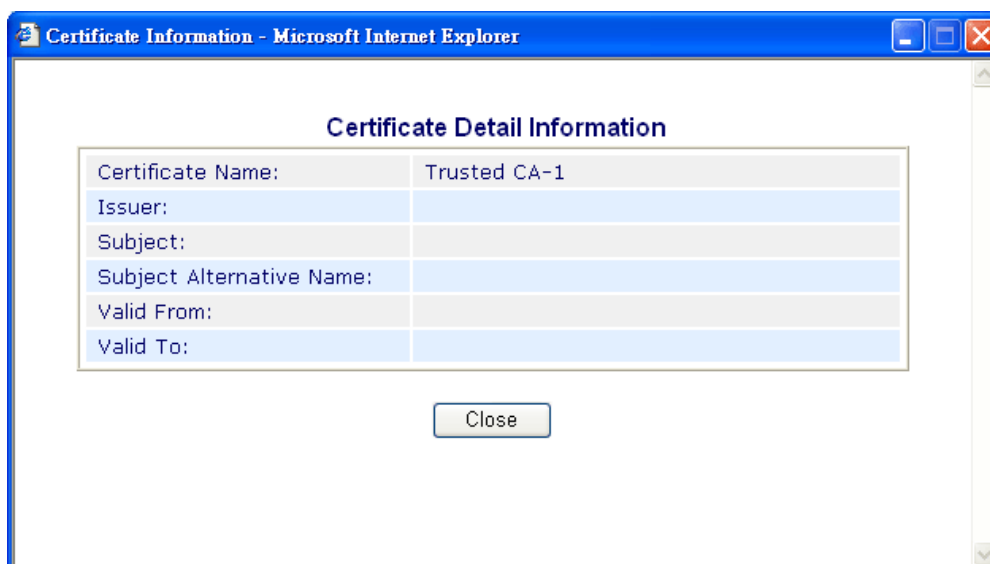 Certificate Information - Microsoft Internet Explorer
Certificate Detail Information
Certificate Name: Trusted CA-1
Issuer:
Subject:
Subject Alternative Name:
Valid From:
Valid To:
Close